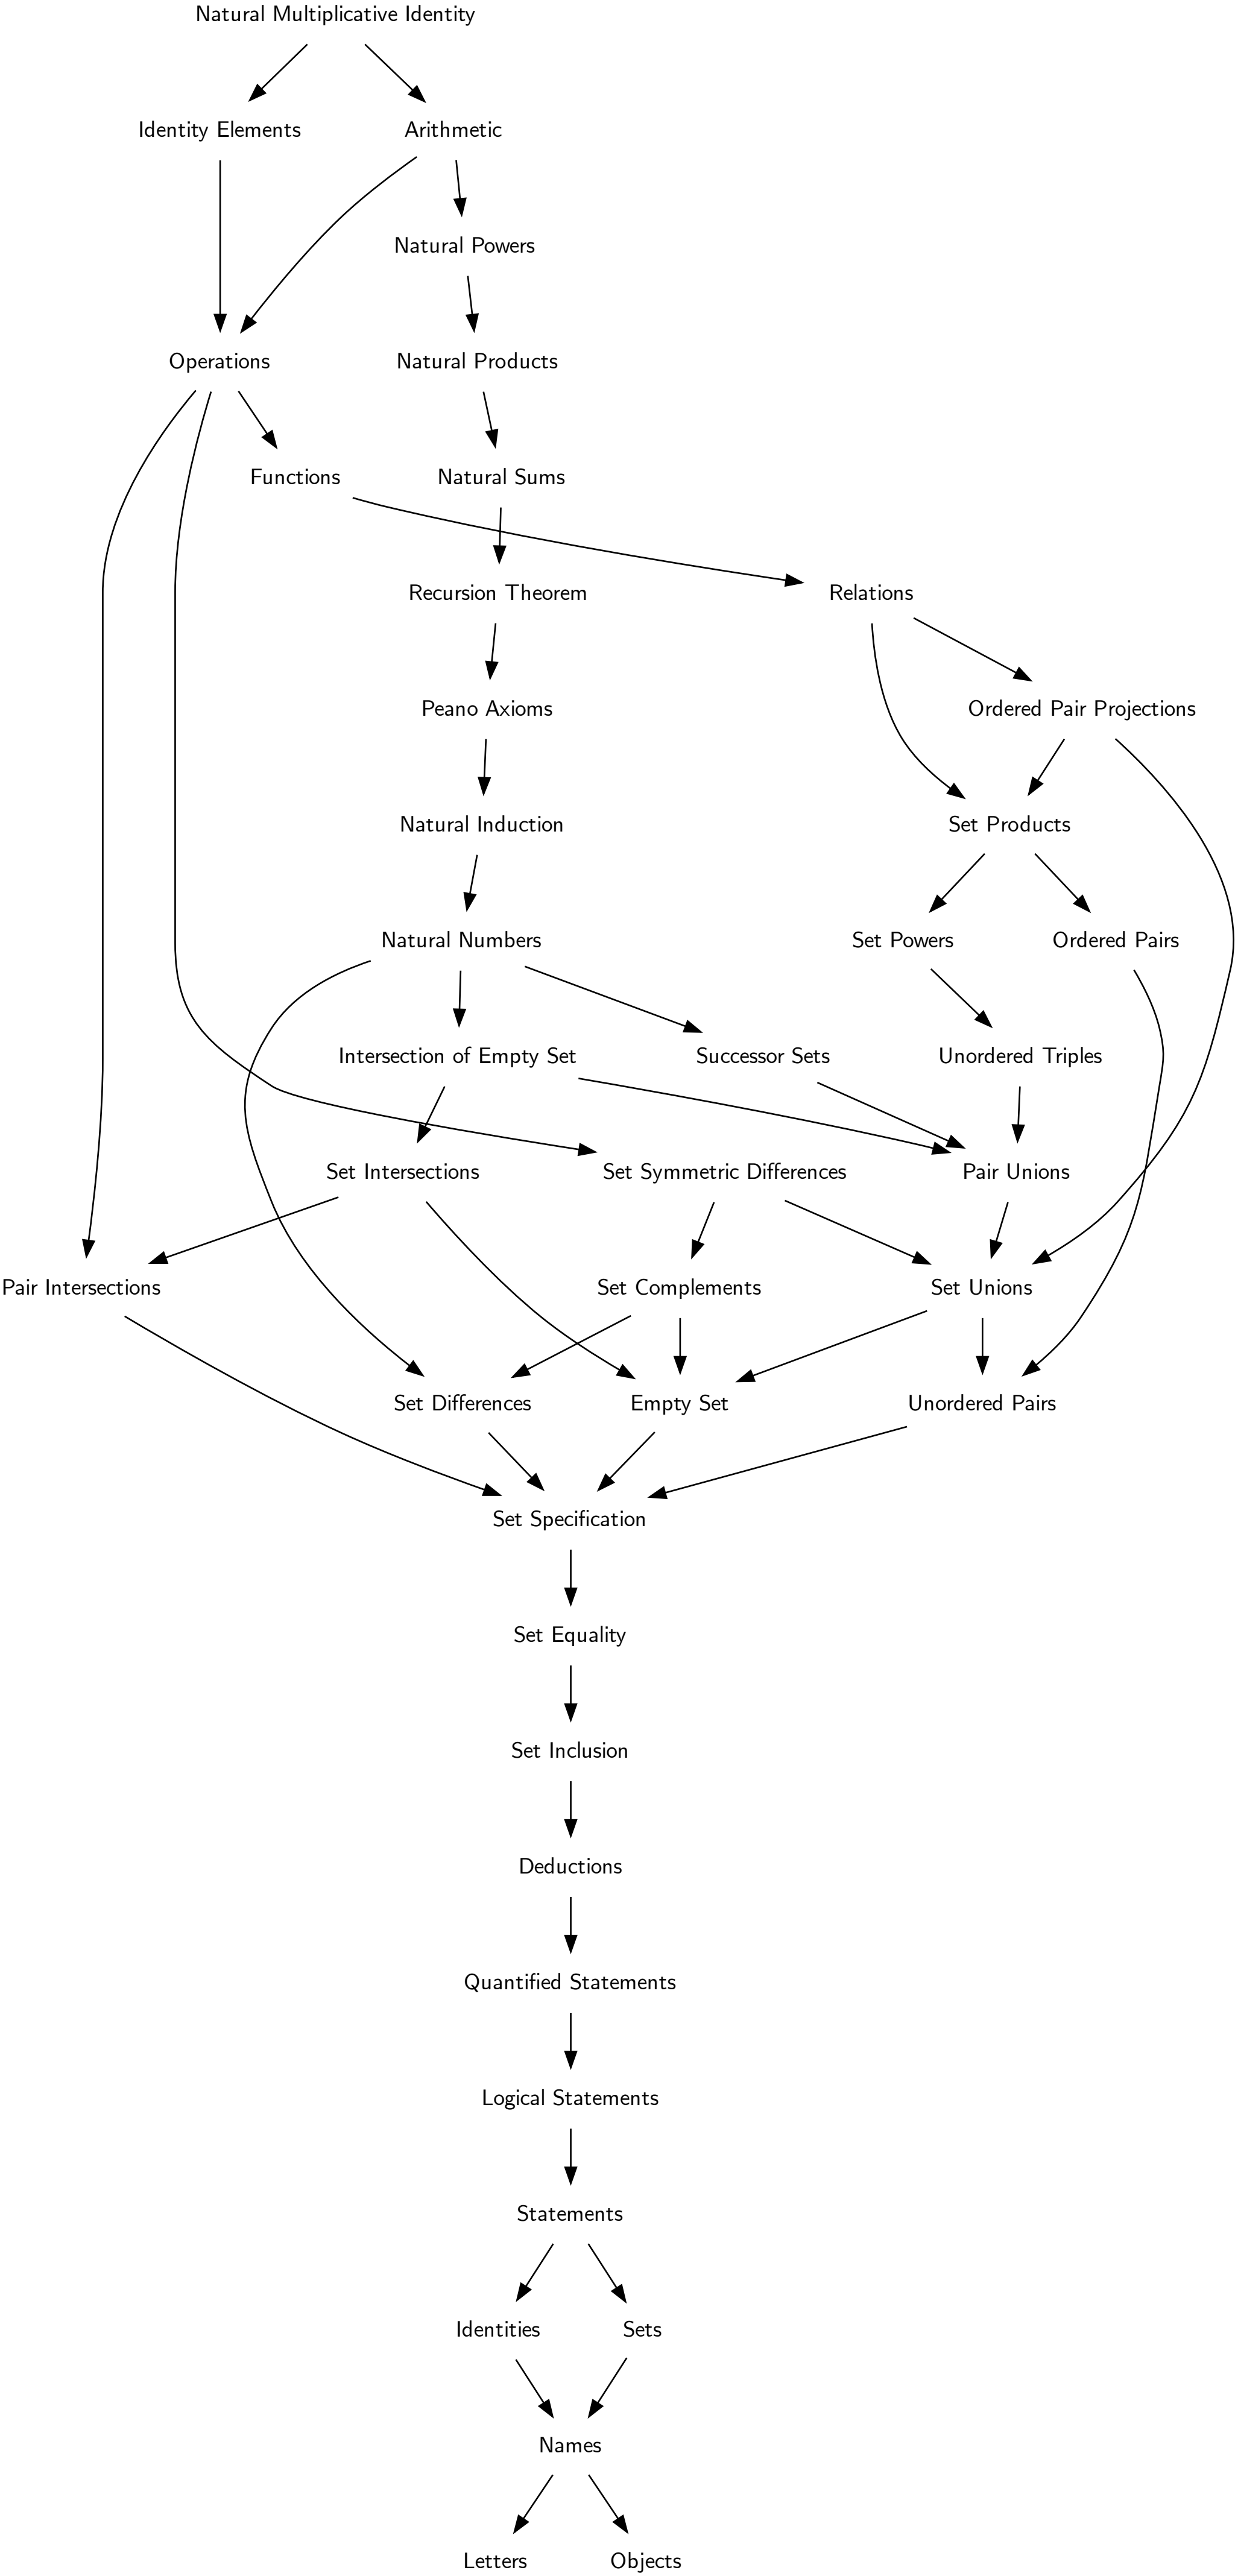 Natural Multiplicative Identity
Identity Elements
Arithmetic
Natural Powers
Operations
Natural Products
Functions
Natural Sums
Recursion Theorem
Relations
Peano Axioms
Ordered Pair Projections
Natural Induction
Set Products
Natural Numbers
Set Powers
Ordered Pairs
Intersection of Empty Set
Successor Sets
Unordered Triples
Set Intersections
Set Symmetric Differences
Pair Unions
Pair Intersections
Set Complements
Set Unions
Set Differences
Empty Set
Unordered Pairs
Set Specification
Set Equality
Set Inclusion
Deductions
Quantified Statements
Logical Statements
Statements
Identities
Sets
Names
Letters
Objects